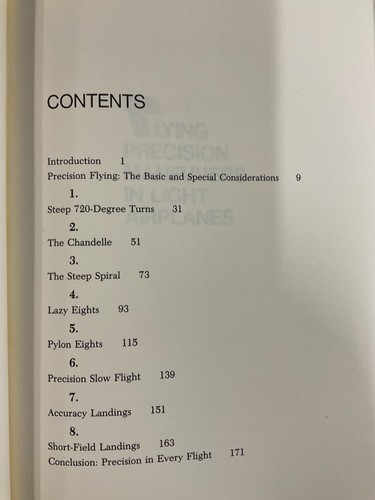 CONTENTS
Introduction 1
Precision Flying: The Basic and Special Considerations 9
1.
Steep 720-Degree Turns 31
2.
The Chandelle 51
3.
The Steep Spiral 73
4.
Lazy Eights 93
5.
Pylon Eights 115
6.
Precision Slow Flight 139
7.
Accuracy Landings 151
8.
Short-Field Landings 163
Conclusion: Precision in Every Flight 171